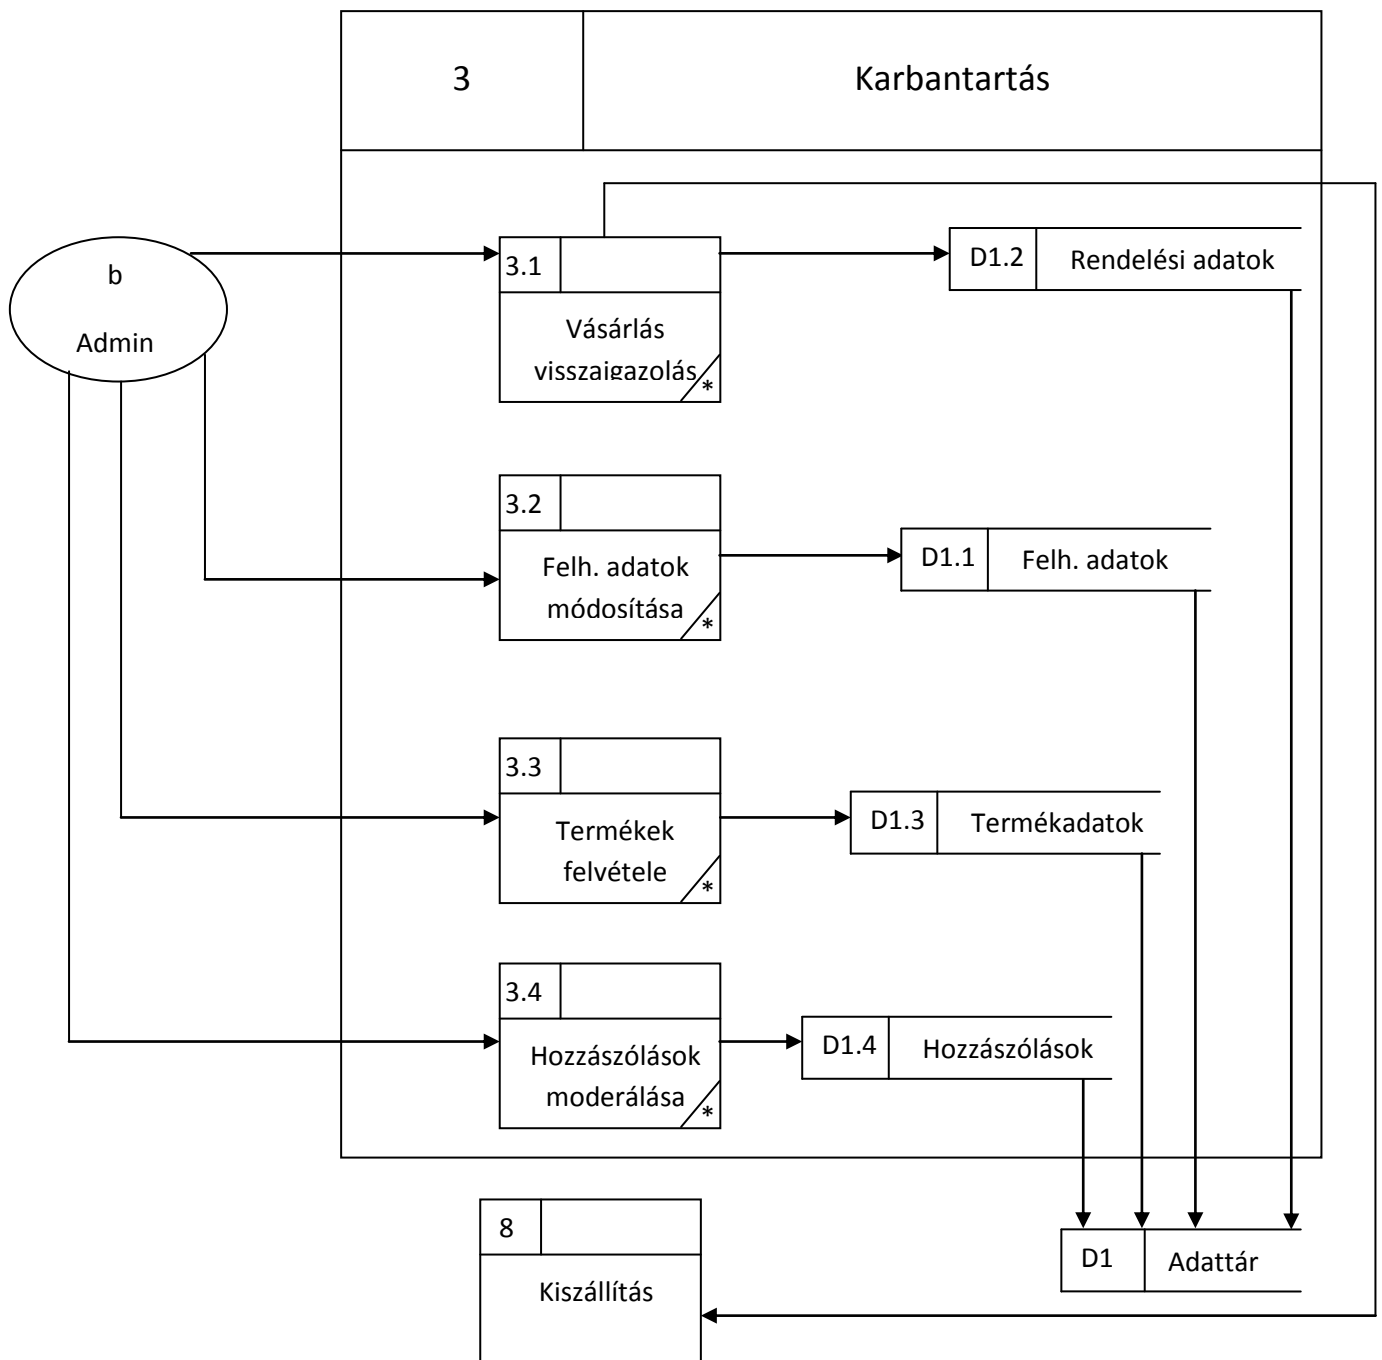 3
Karbantartás
b
Admin
3.1
Vásárlás
visszaigazolás
*
D1.2
Rendelési adatok
3.2
Felh. adatok
módosítása
*
D1.1
Felh. adatok
3.3
Termékek
felvétele
*
D1.3
Termékadatok
3.4
Hozzászólások
moderálása
*
D1.4
Hozzászólások
8
Kiszállítás
D1
Adattár